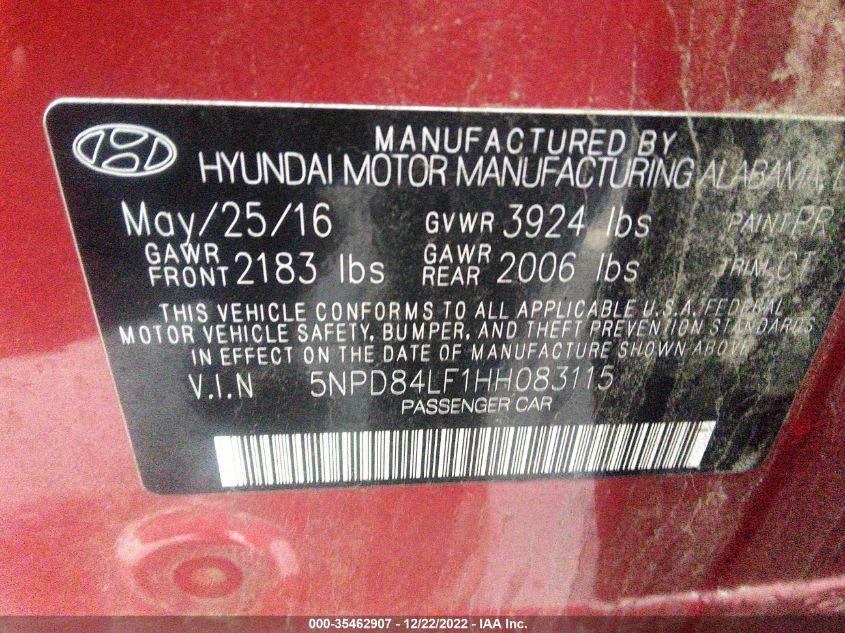 MANUFACTURED BY
HYUNDAI MOTOR MANUFACTURING ALABAMA,
May/25/16 GVWR 3924 lbs PAINT PR
GAWR FRONT 2183 lbs GAWR REAR 2006 lbs TRIM CT
THIS VEHICLE CONFORMS TO ALL APPLICABLE U.S.A./FEDERAL
MOTOR VEHICLE SAFETY, BUMPER, AND THEFT PREVENTION STANDARDS
IN EFFECT ON THE DATE OF MANUFACTURE SHOWN ABOVE
V.I.N 5NPD84LF1HH083115
PASSENGER CAR
000-35462907 - 12/22/2022 - IAA Inc.